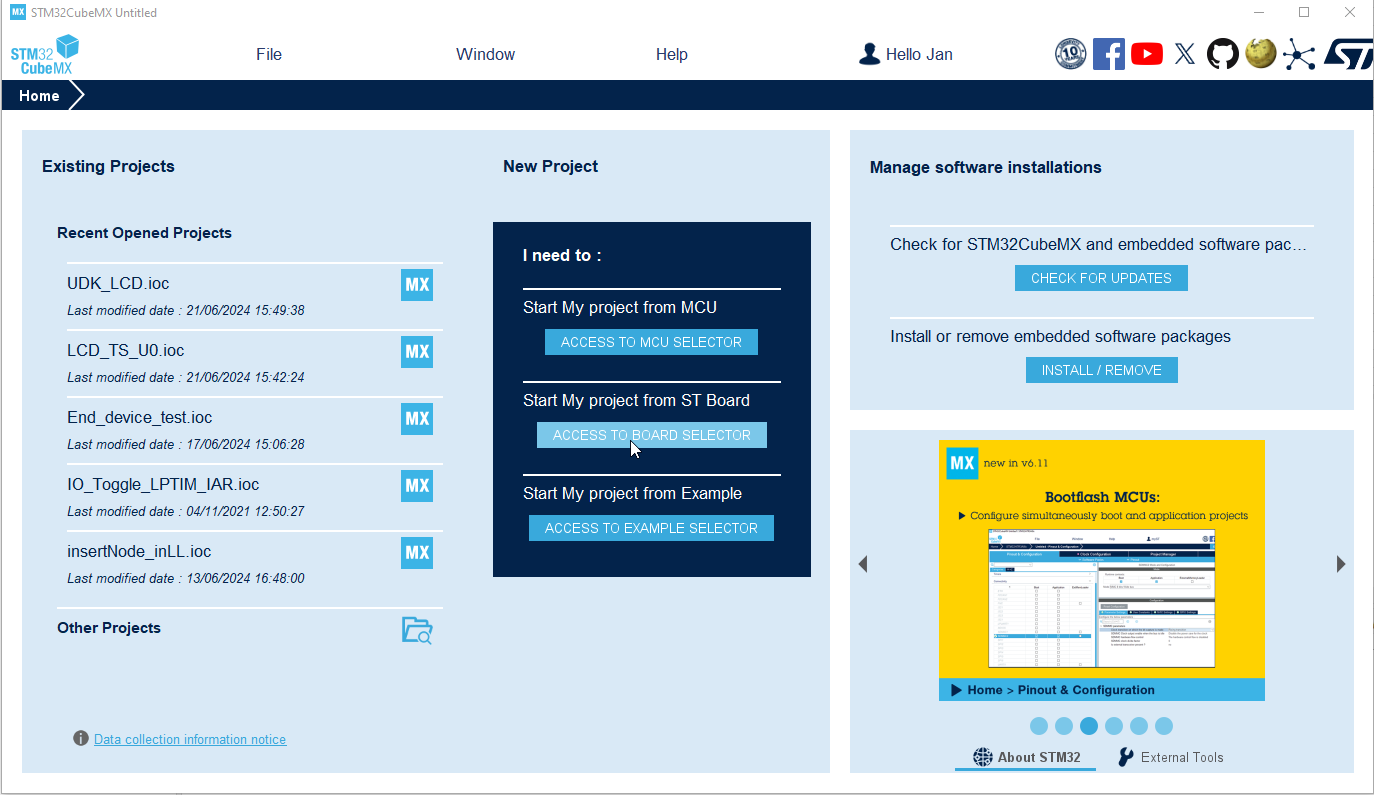 MX STM32CubeMX Untitled
STM32
CubeMX
File
Window
Help
Hello Jan
10
Home
Existing Projects
Recent Opened Projects
UDK_LCD.ioc
MX
Last modified date : 21/06/2024 15:49:38
LCD_TS_U0.ioc
MX
Last modified date : 21/06/2024 15:42:24
End_device_test.ioc
MX
Last modified date : 17/06/2024 15:06:28
IO_Toggle_LPTIM_IAR.ioc
MX
Last modified date : 04/11/2021 12:50:27
insertNode_inLL.ioc
MX
Last modified date : 13/06/2024 16:48:00
Other Projects
Data collection information notice
New Project
I need to :
Start My project from MCU
ACCESS TO MCU SELECTOR
Start My project from ST Board
ACCESS TO BOARD SELECTOR
Start My project from Example
ACCESS TO EXAMPLE SELECTOR
Manage software installations
Check for STM32CubeMX and embedded software pac...
CHECK FOR UPDATES
Install or remove embedded software packages
INSTALL / REMOVE
MX new in v6.11
Bootflash MCUs:
Configure simultaneously boot and application projects
Home > Pinout & Configuration
About STM32
External Tools